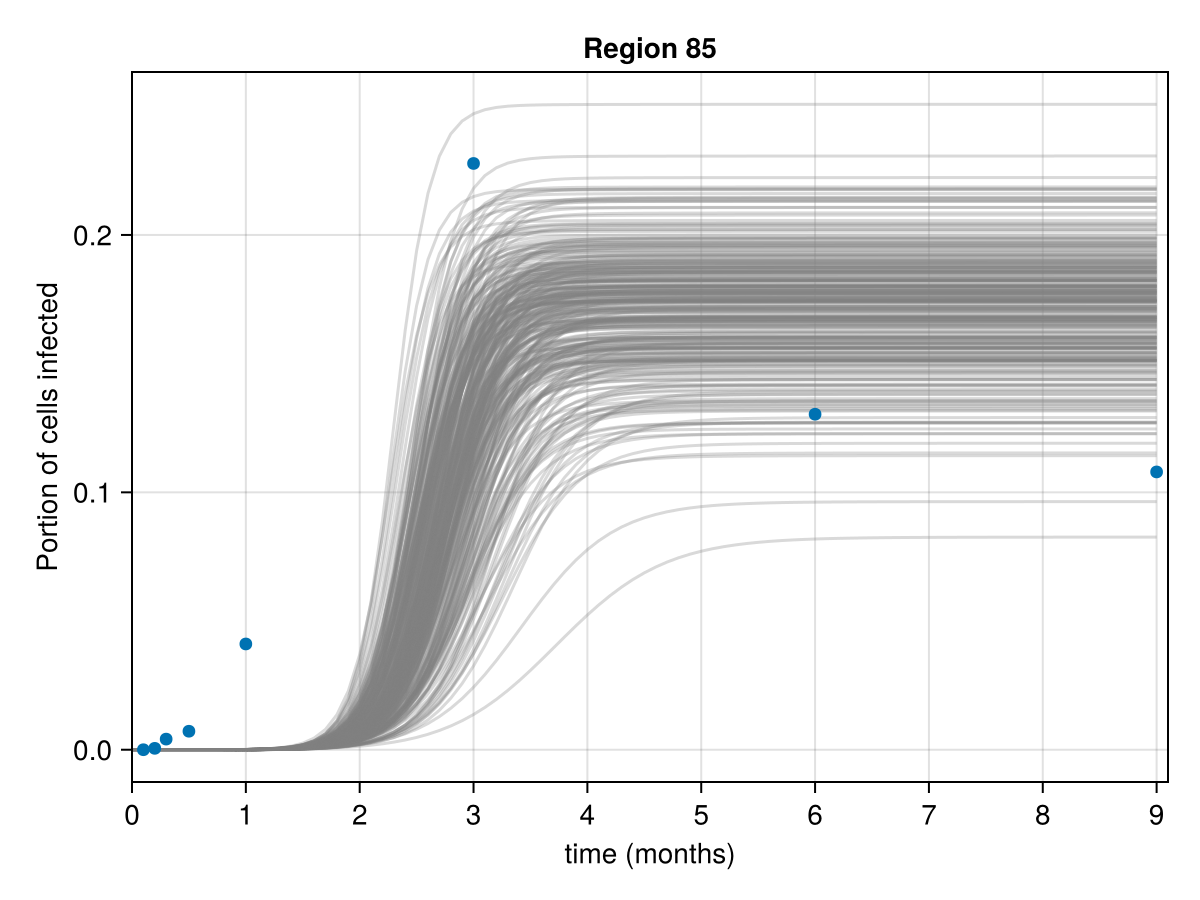 Region 85
Portion of cells infected
0.2
0.1
0.0
0 1 2 3 4 5 6 7 8 9
time (months)